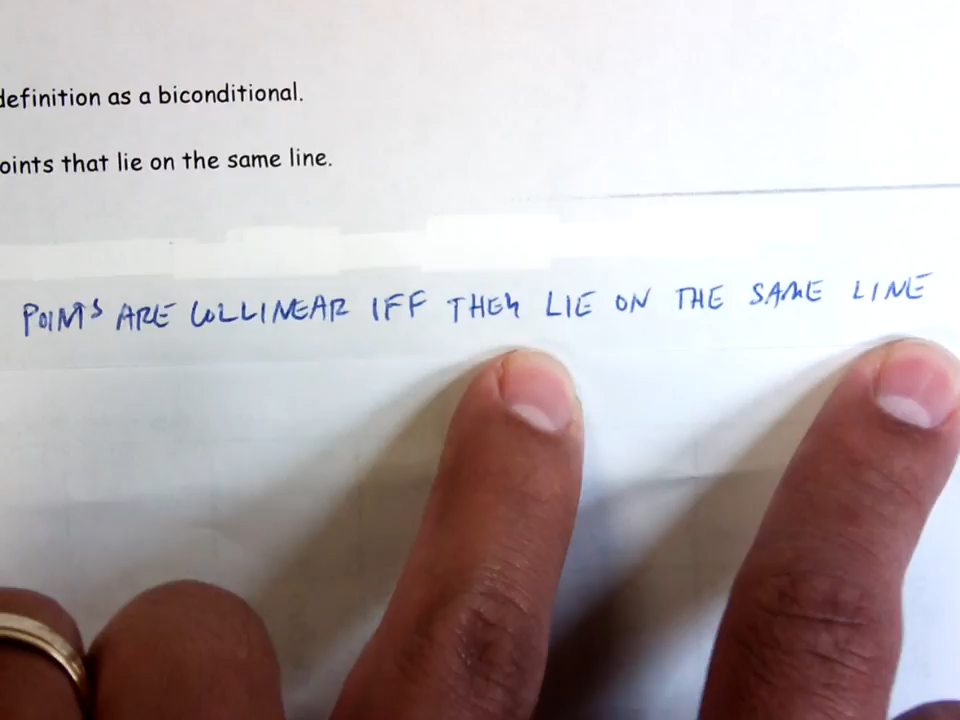 definition as a biconditional.
oints that lie on the same line.
POINTS ARE COLLINEAR IFF THEY LIE ON THE SAME LINE